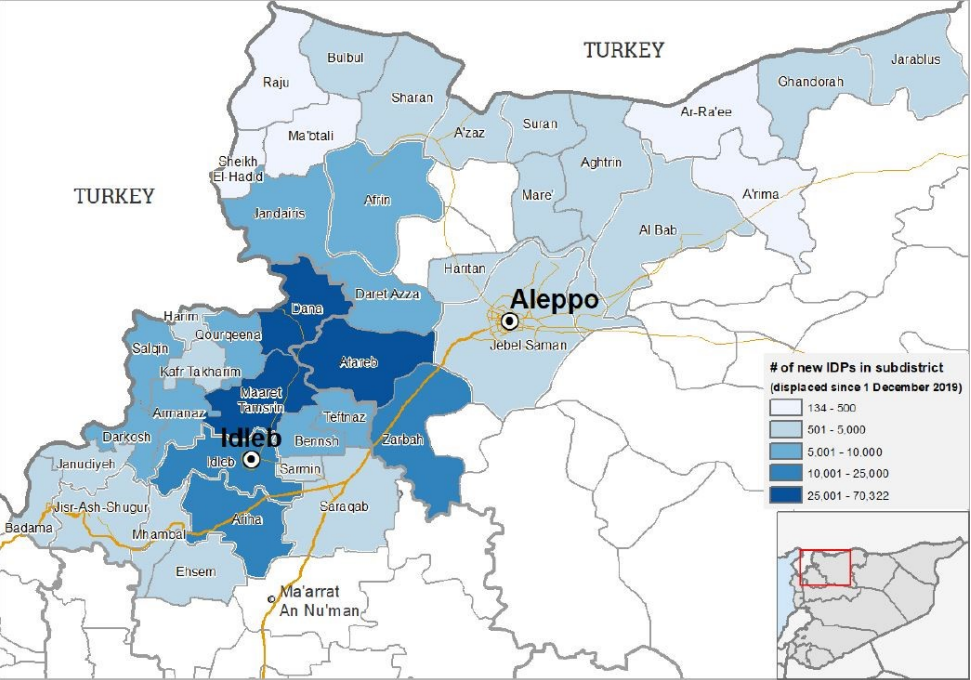 TURKEY
Jarablus
Bulbul
Raju
Ghandorah
Sharan
Ar-Ra'ee
Suran
A'zaz
Ma'btali
Sheikh
El-Hadid
Aghtrin
TURKEY
Mare'
A'rima
Afrin
Jandairis
Al Bab
Haritan
Daret Azza
Aleppo
Dana
Harim
Qourqeena
Salqin
Jebel Saman
Atareb
Kafr Takharim
# of new IDPs in subdistrict
(displaced since 1 December 2019)
134 - 500
501 - 5,000
5,001 - 10,000
10,001 - 25,000
25,001 - 70,322
Maaret
Tamsrin
Armanaz
Teftnaz
Darkosh
Idleb
Bennsh
Zarbah
Janudiyeh
Idleb
Sarmin
Jisr-Ash-Shugur
Saraqab
Ariha
Badama
Mhambal
Ehsem
Ma'arrat
An Nu'man